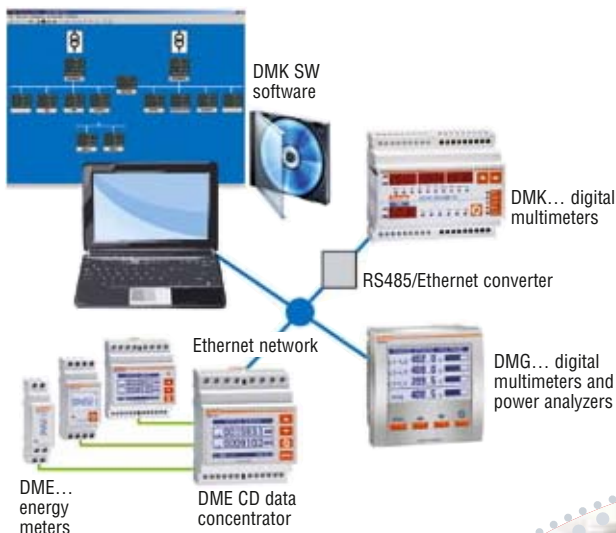 DMK SW
software
DMK... digital
multimeters
RS485/Ethernet converter
Ethernet network
DMG... digital
multimeters and
power analyzers
DME...
energy
meters
DME CD data
concentrator